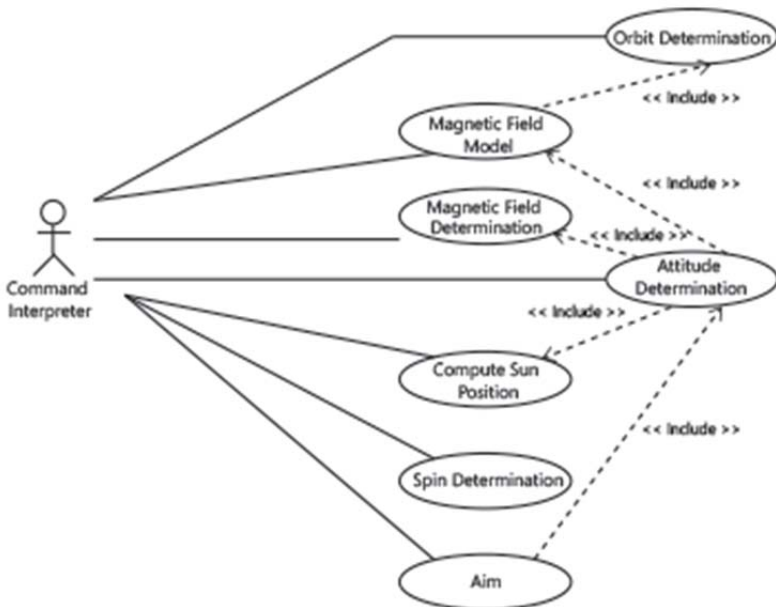 Orbit Determination
<< Include >>
Magnetic Field
Model
<< Include >>
Magnetic Field
Determination
<< Include >>
Attitude
Determination
Command
Interpreter
<< Include >>
Compute Sun
Position
<< Include >>
Spin Determination
Aim